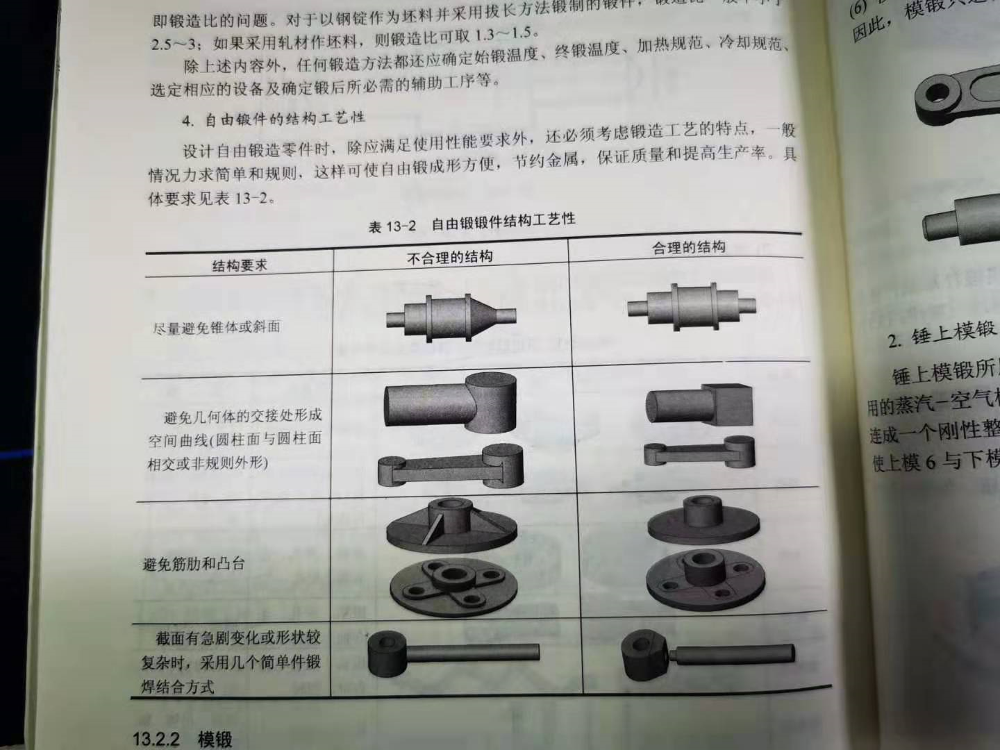 即锻造比的问题。对于以钢锭作为坯料并采用拔长方法锻制的锻件，
2.5～3；如果采用轧材作坯料，则锻造比可取 1.3～1.5。
除上述内容外，任何锻造方法都还应确定始锻温度、终锻温度、加热规范、冷却规范、
选定相应的设备及确定锻后所必需的辅助工序等。
4. 自由锻件的结构工艺性
设计自由锻造零件时，除应满足使用性能要求外，还必须考虑锻造工艺的特点，一般
情况力求简单和规则，这样可使自由锻成形方便，节约金属，保证质量和提高生产率。具
体要求见表 13-2。
表 13-2 自由锻锻件结构工艺性
结构要求
不合理的结构
合理的结构
尽量避免锥体或斜面
避免几何体的交接处形成
空间曲线(圆柱面与圆柱面
相交或非规则外形)
避免筋肋和凸台
截面有急剧变化或形状较
复杂时，采用几个简单件锻
焊结合方式
13.2.2 模锻
(6)
因此，模锻只
2. 锤上模锻
锤上模锻所
用的蒸汽-空气
连成一个刚性整
使上模 6 与下模